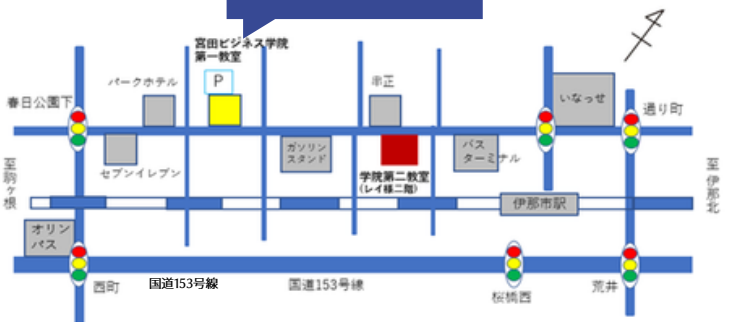 宮田ビジネス学院
第一教室
P
パークホテル
串正
いなっせ
春日公園下
通り町
セブンイレブン
ガソリン
スタンド
バス
ターミナル
学院第二教室
(レイ様二階)
至駒ヶ根
至伊那北
伊那市駅
オリン
パス
西町
国道153号線
国道153号線
桜橋西
荒井